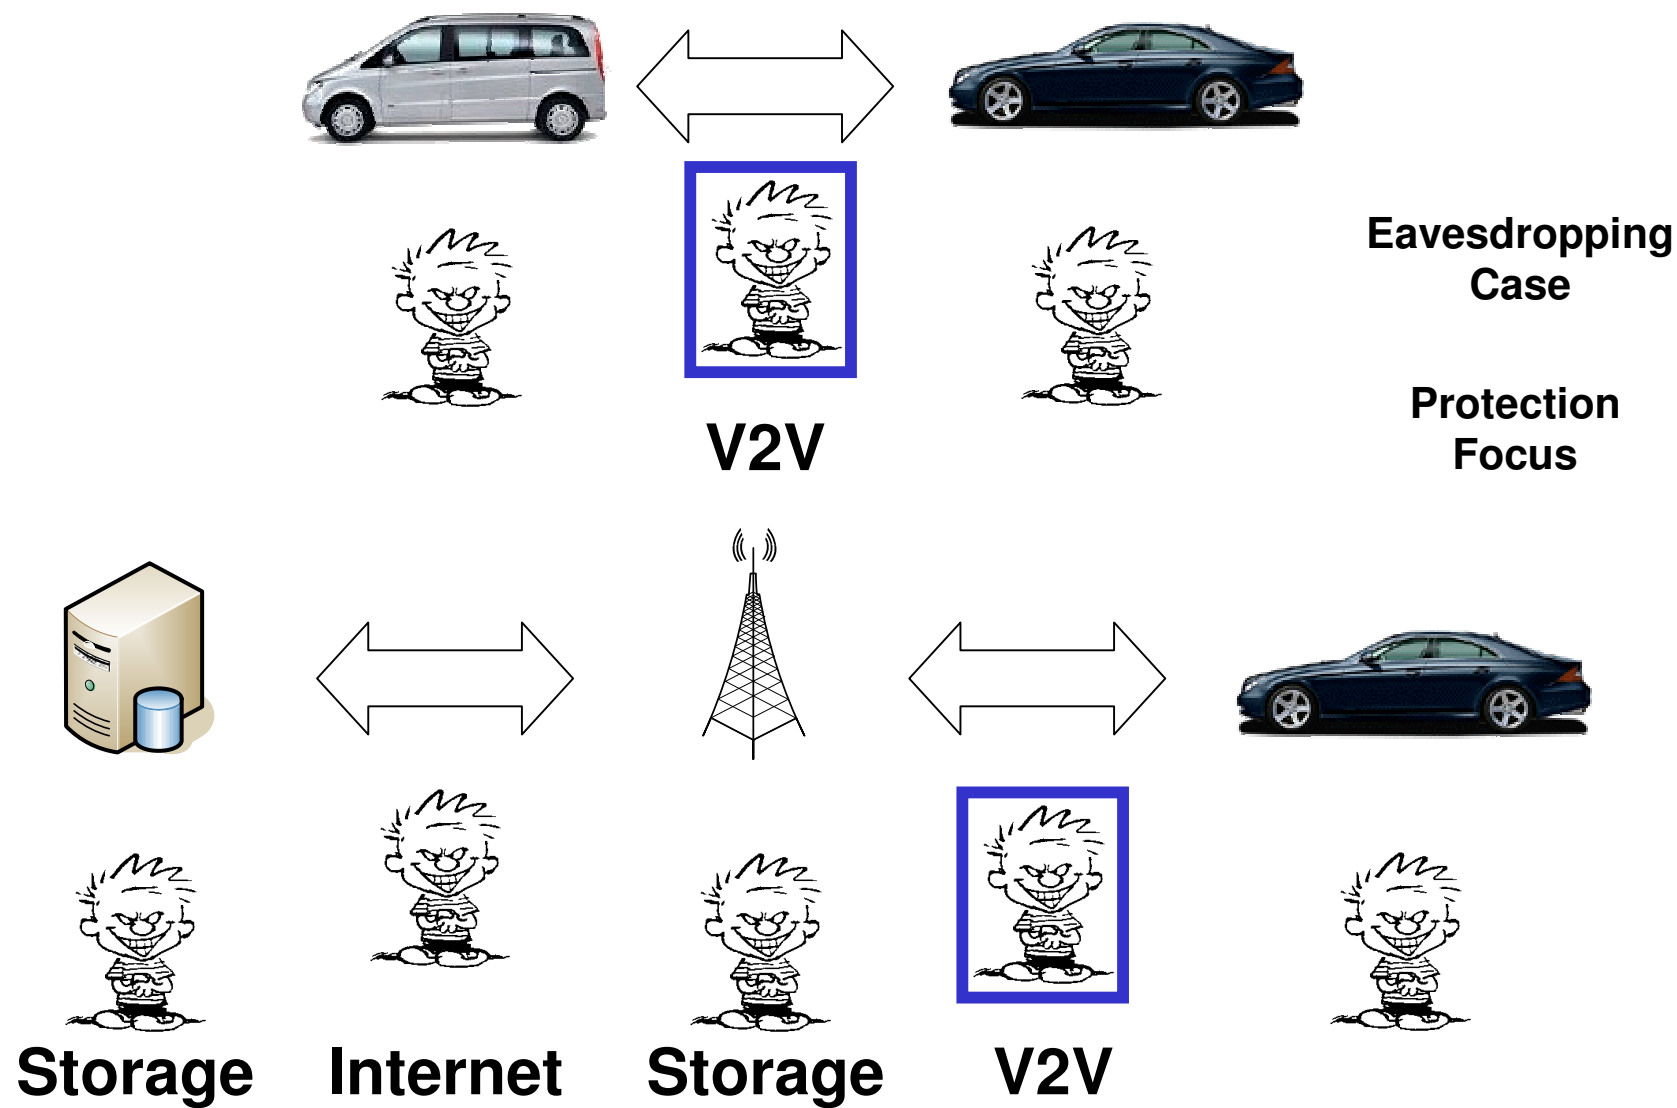 Eavesdropping
Case
Protection
Focus
V2V
Storage
Internet
Storage
V2V